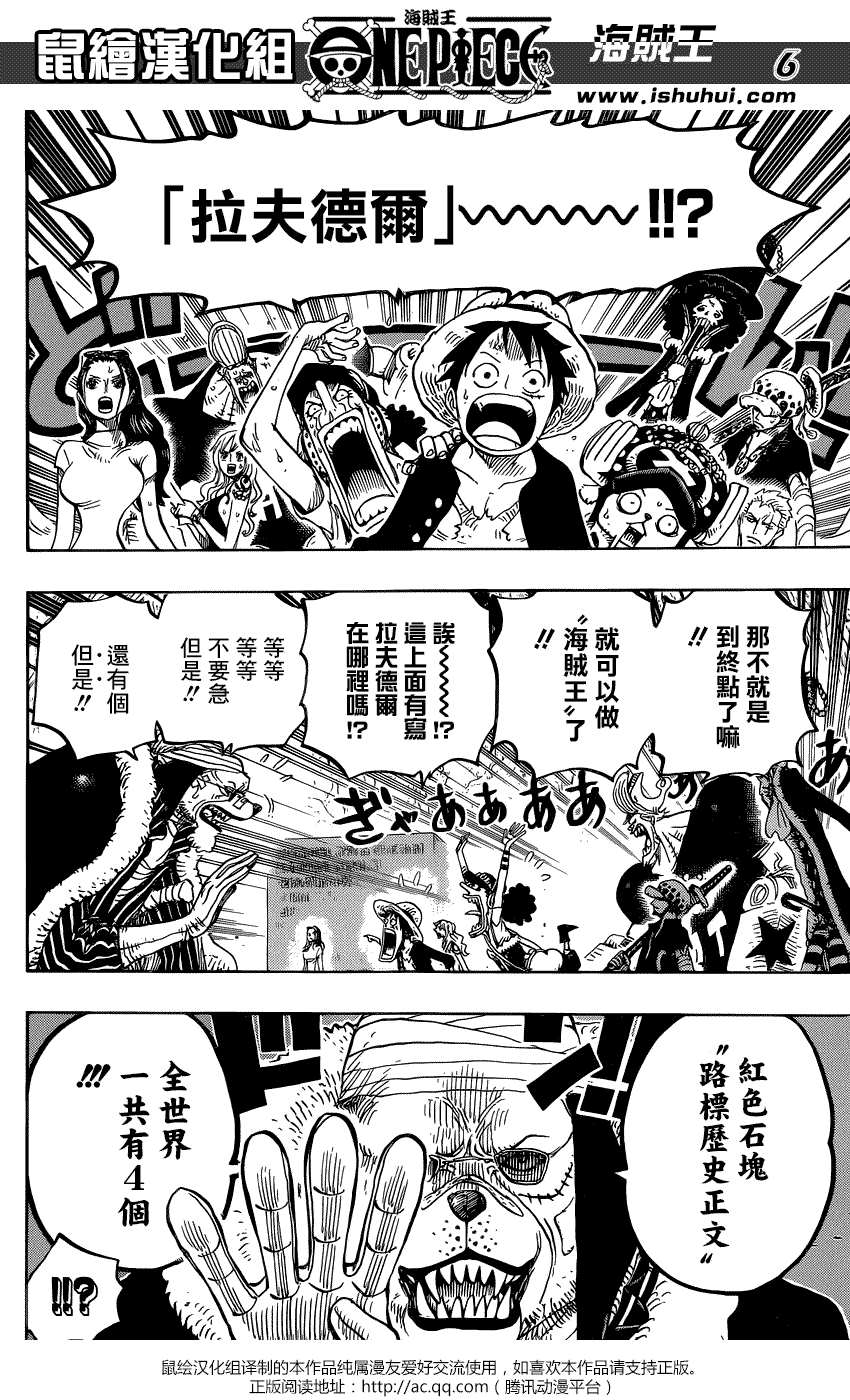 鼠繪漢化組
海賊王
ONE PIECE
海賊王
6
www.ishuhui.com
「拉夫德爾」〜〜〜〜!!?
ドーーン!!
那不就是
到終點了嘛
!!
就可以做
〝海賊王〞了
!!
誒〜〜〜〜!?
這上面有寫
拉夫德爾
在哪裡嗎!?
等等
等等
不要急
但是!!
還有個
但是!!
ぎゃあああああ
紅色石塊
〝路標歷史正文〞
全世界
一共有4個
!!!
!!?
鼠绘汉化组译制的本作品纯属漫友爱好交流使用，如喜欢本作品请支持正版。
正版阅读地址：http://ac.qq.com（腾讯动漫平台）